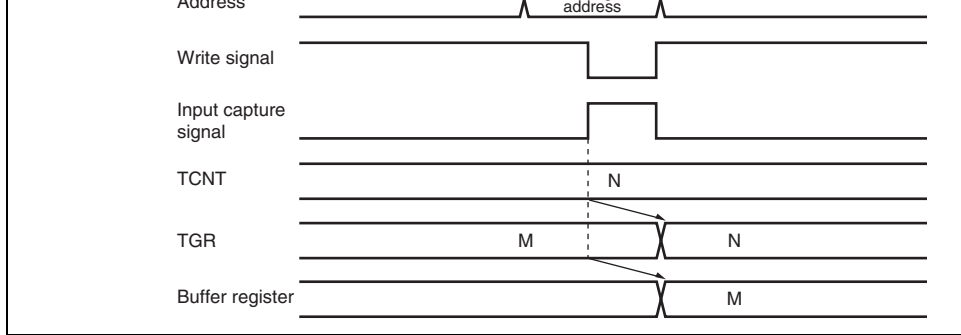 Address
address
Write signal
Input capture
signal
TCNT
N
TGR
M
N
Buffer register
M